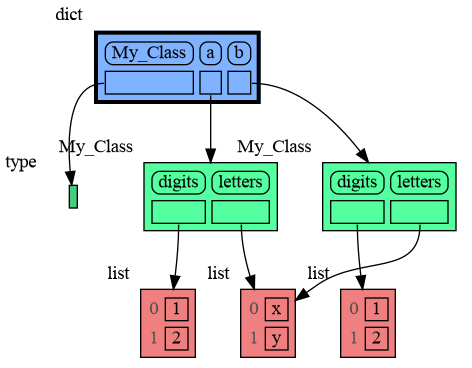 dict
My_Class a b
type My_Class My_Class
digits letters digits letters
list list list
0 1 0 x 0 1
1 2 1 y 1 2